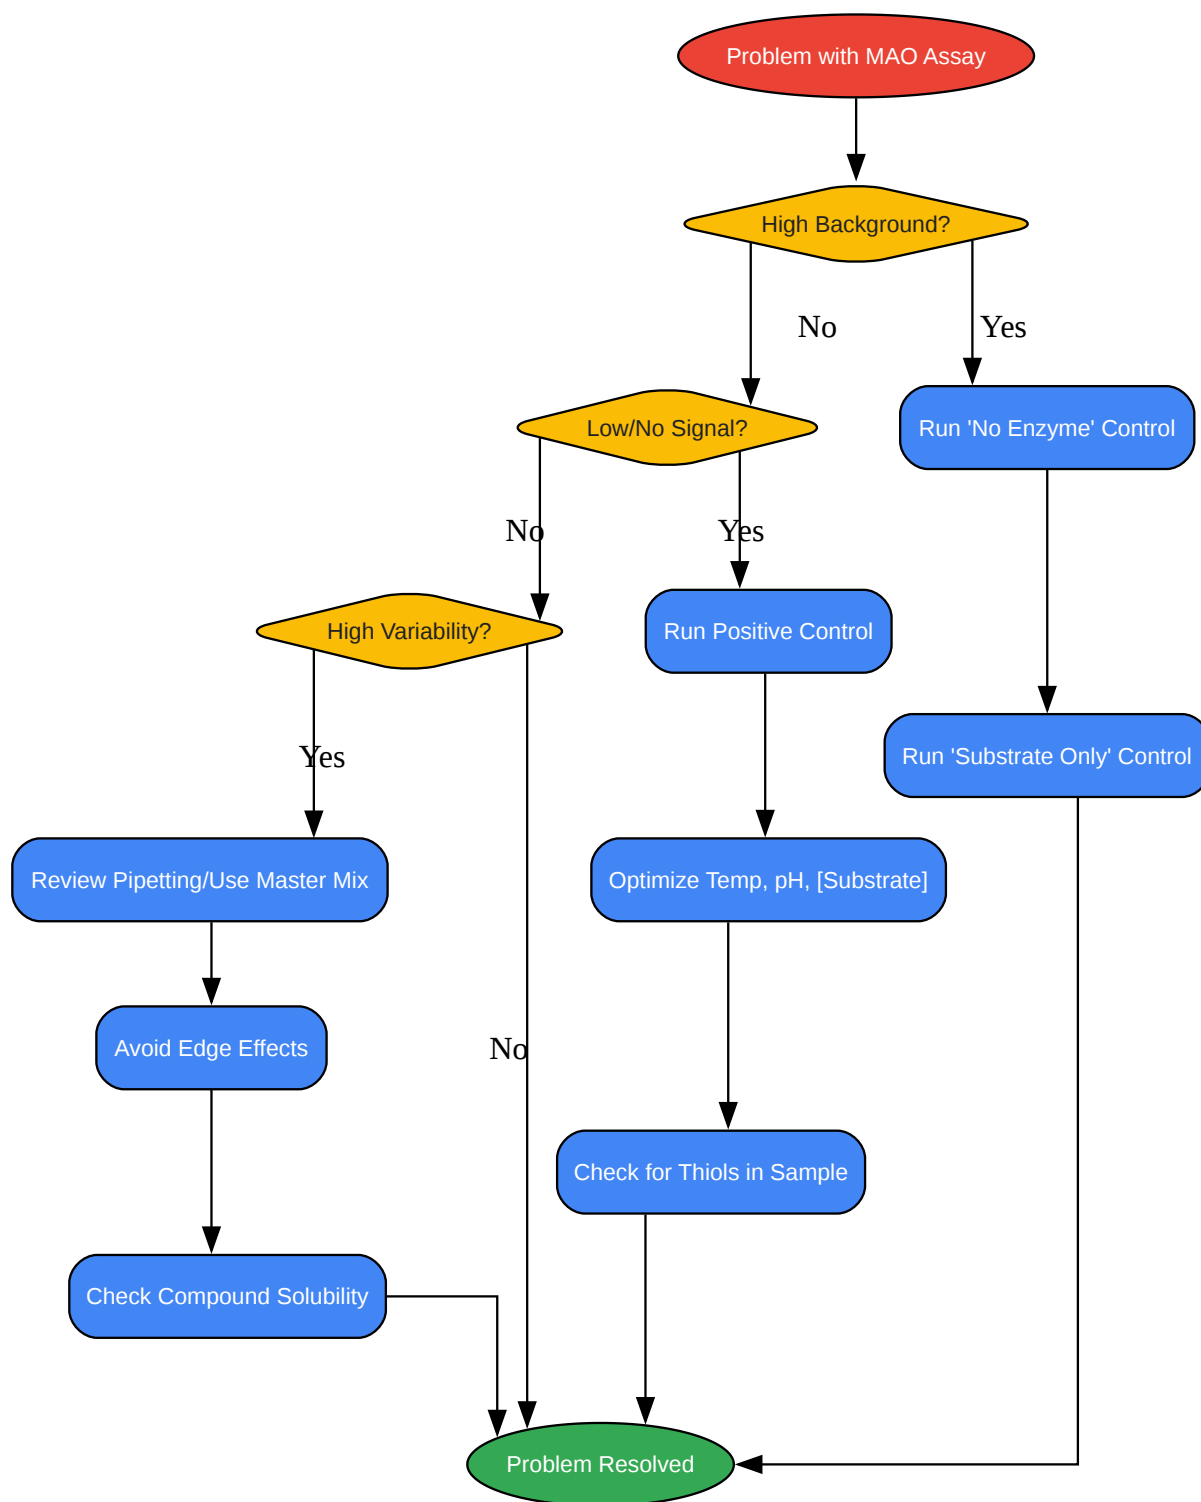 Problem with MAO Assay
High Background?
No
Yes
Low/No Signal?
Run 'No Enzyme' Control
No
Yes
High Variability?
Run Positive Control
Yes
Run 'Substrate Only' Control
Review Pipetting/Use Master Mix
Optimize Temp, pH, [Substrate]
Avoid Edge Effects
No
Check for Thiols in Sample
Check Compound Solubility
Problem Resolved